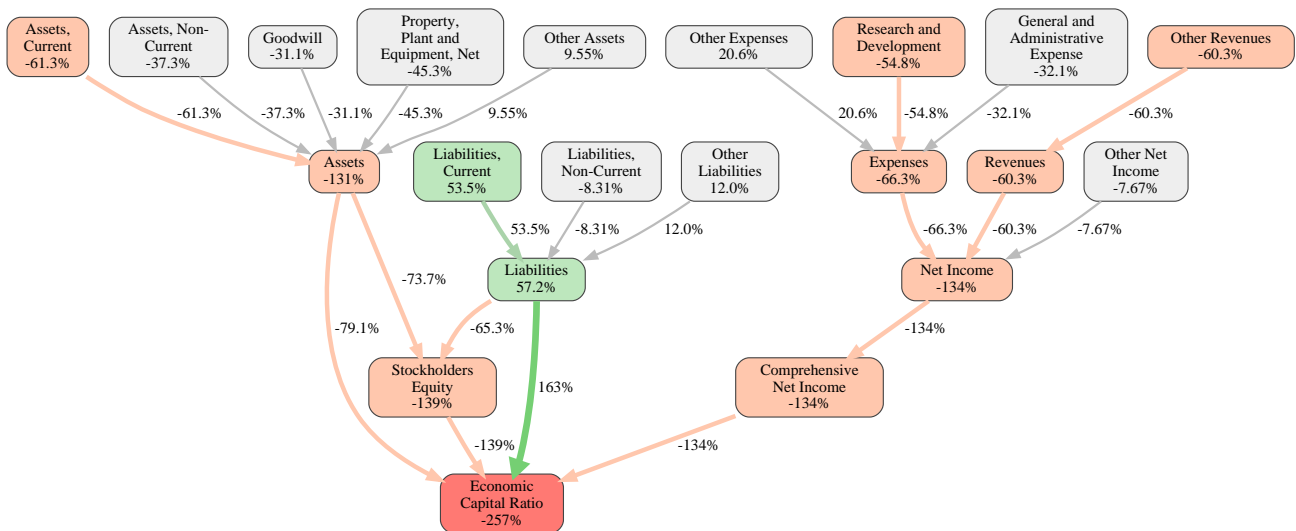 Assets,
Current
-61.3%
Assets, Non-
Current
-37.3%
Goodwill
-31.1%
Property,
Plant and
Equipment, Net
-45.3%
Other Assets
9.55%
Other Expenses
20.6%
Research and
Development
-54.8%
General and
Administrative
Expense
-32.1%
Other Revenues
-60.3%
-61.3%
-37.3%
-31.1%
-45.3%
9.55%
20.6%
-54.8%
-32.1%
-60.3%
Assets
-131%
Liabilities,
Current
53.5%
Liabilities,
Non-Current
-8.31%
Other
Liabilities
12.0%
Expenses
-66.3%
Revenues
-60.3%
Other Net
Income
-7.67%
53.5%
-8.31%
12.0%
-66.3%
-60.3%
-7.67%
-73.7%
Liabilities
57.2%
Net Income
-134%
-79.1%
-65.3%
-134%
Stockholders
Equity
-139%
163%
Comprehensive
Net Income
-134%
-139%
-134%
Economic
Capital Ratio
-257%